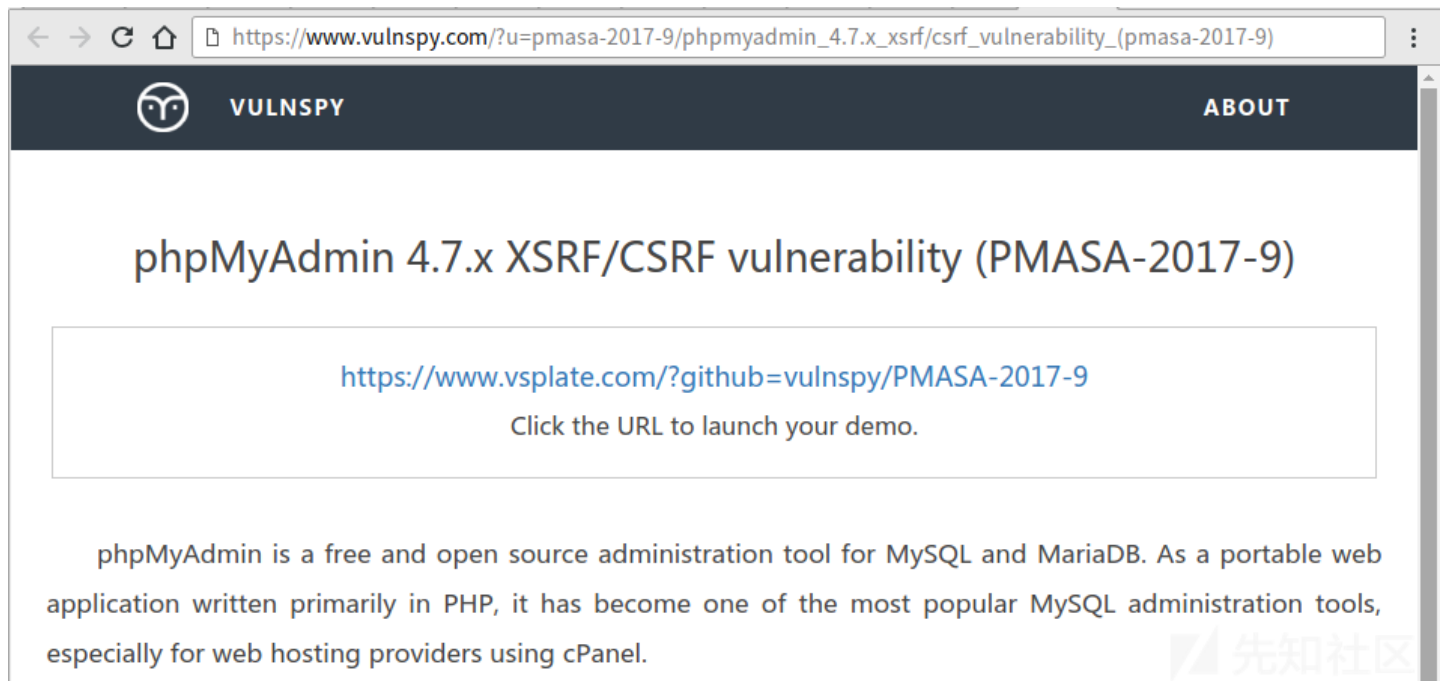 https://www.vulnspy.com/?u=pmasa-2017-9/phpmyadmin_4.7.x_xsrf/csrf_vulnerability_(pmasa-2017-9)
VULNSPY
ABOUT
phpMyAdmin 4.7.x XSRF/CSRF vulnerability (PMASA-2017-9)
https://www.vsplate.com/?github=vulnspy/PMASA-2017-9
Click the URL to launch your demo.
phpMyAdmin is a free and open source administration tool for MySQL and MariaDB. As a portable web
application written primarily in PHP, it has become one of the most popular MySQL administration tools,
especially for web hosting providers using cPanel.
先知社区